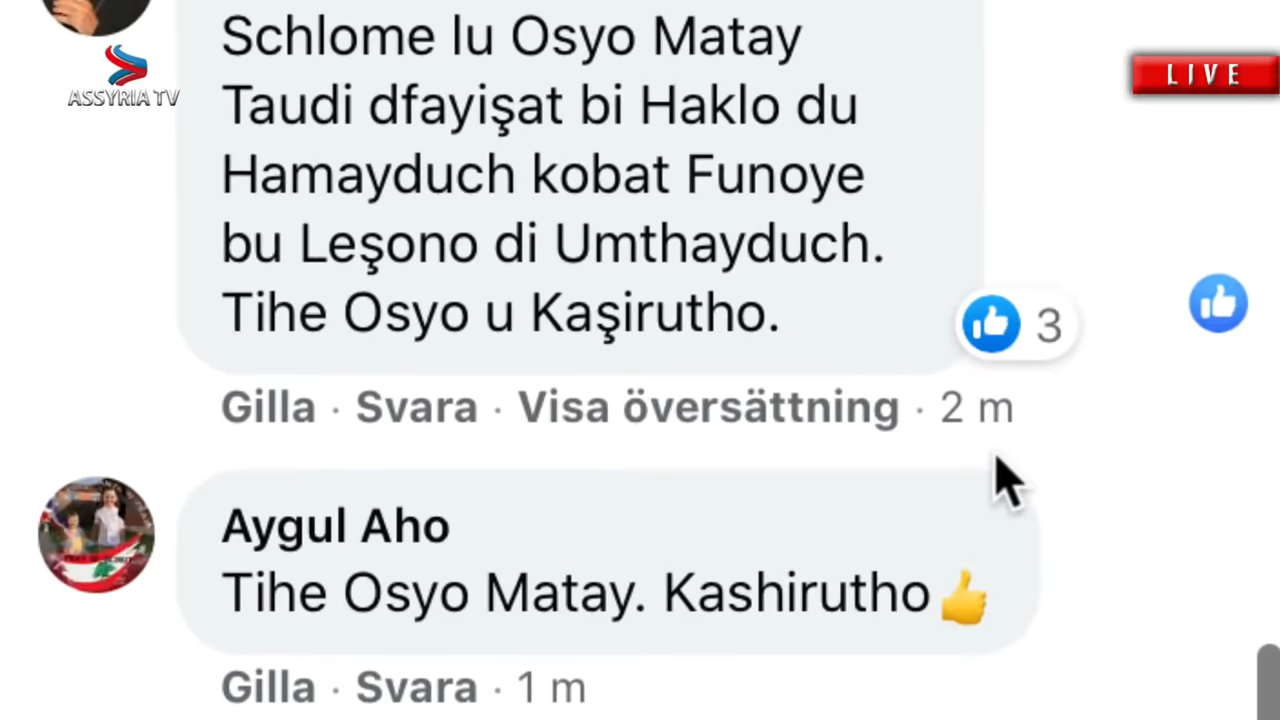 Schlome lu Osyo Matay
ASSYRIA TV
LIVE
Taudi dfayişat bi Haklo du
Hamayduch kobat Funoye
bu Leşono di Umthayduch.
Tihe Osyo u Kaşirutho.
3
Gilla · Svara · Visa översättning · 2 m
Aygul Aho
Tihe Osyo Matay. Kashirutho👍
Gilla · Svara · 1 m